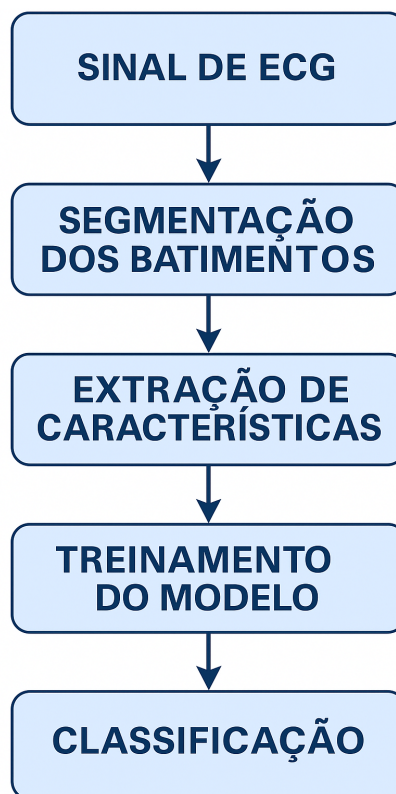 SINAL DE ECG
SEGMENTAÇÃO
DOS BATIMENTOS
EXTRAÇÃO DE
CARACTERÍSTICAS
TREINAMENTO
DO MODELO
CLASSIFICAÇÃO